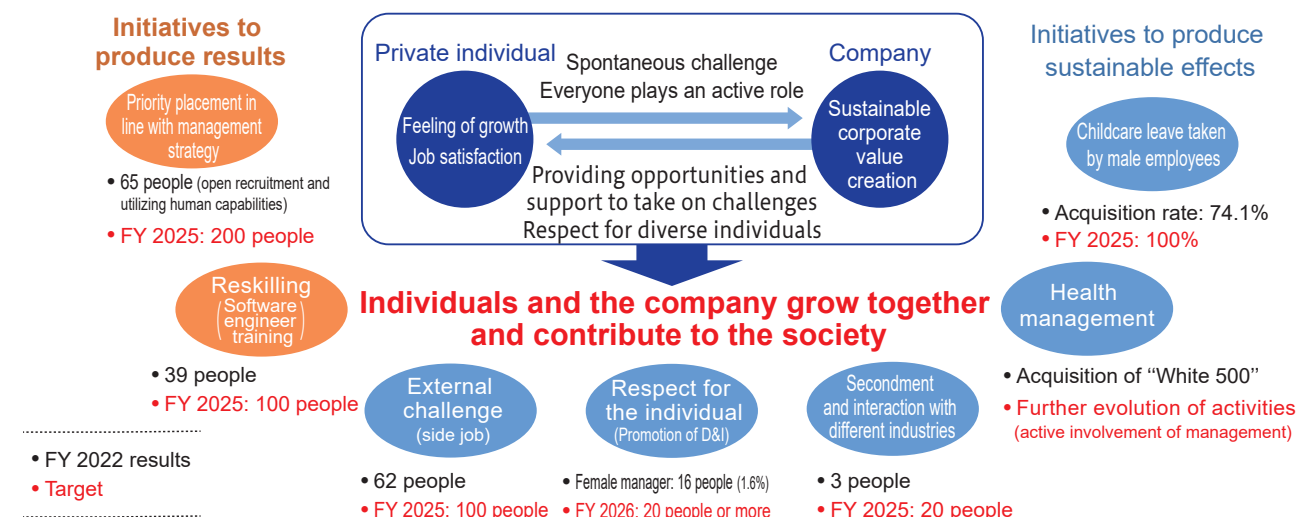 Initiatives to
produce results
Priority placement in
line with management
strategy
• 65 people (open recruitment and
utilizing human capabilities)
• FY 2025: 200 people
Reskilling
(Software
engineer
training)
• 39 people
• FY 2025: 100 people
• FY 2022 results
• Target
Private individual
Feeling of growth
Job satisfaction
Spontaneous challenge
Everyone plays an active role
Company
Sustainable
corporate
value
creation
Providing opportunities and
support to take on challenges
Respect for diverse individuals
Individuals and the company grow together
and contribute to the society
External
challenge
(side job)
• 62 people
• FY 2025: 100 people
Respect for
the individual
(Promotion of D&I)
• Female manager: 16 people (1.6%)
• FY 2026: 20 people or more
Secondment
and interaction with
different industries
• 3 people
• FY 2025: 20 people
Initiatives to produce
sustainable effects
Childcare leave taken
by male employees
• Acquisition rate: 74.1%
• FY 2025: 100%
Health
management
• Acquisition of “White 500”
• Further evolution of activities
(active involvement of management)